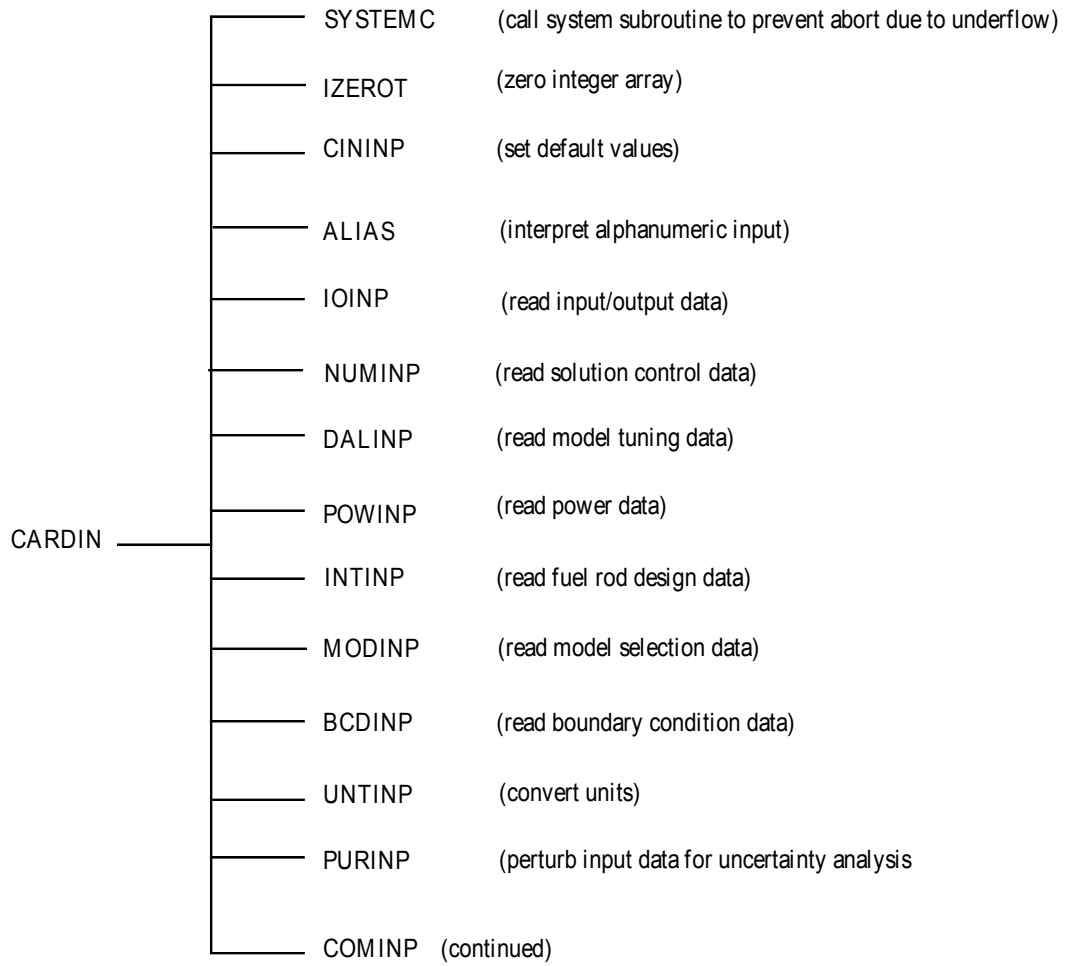 SYSTEMC (call system subroutine to prevent abort due to underflow)
IZEROT (zero integer array)
CININP (set default values)
ALIAS (interpret alphanumeric input)
IOINP (read input/output data)
NUMINP (read solution control data)
DALINP (read model tuning data)
POWINP (read power data)
CARDIN
INTINP (read fuel rod design data)
MODINP (read model selection data)
BCDINP (read boundary condition data)
UNTINP (convert units)
PURINP (perturb input data for uncertainty analysis
COMINP (continued)